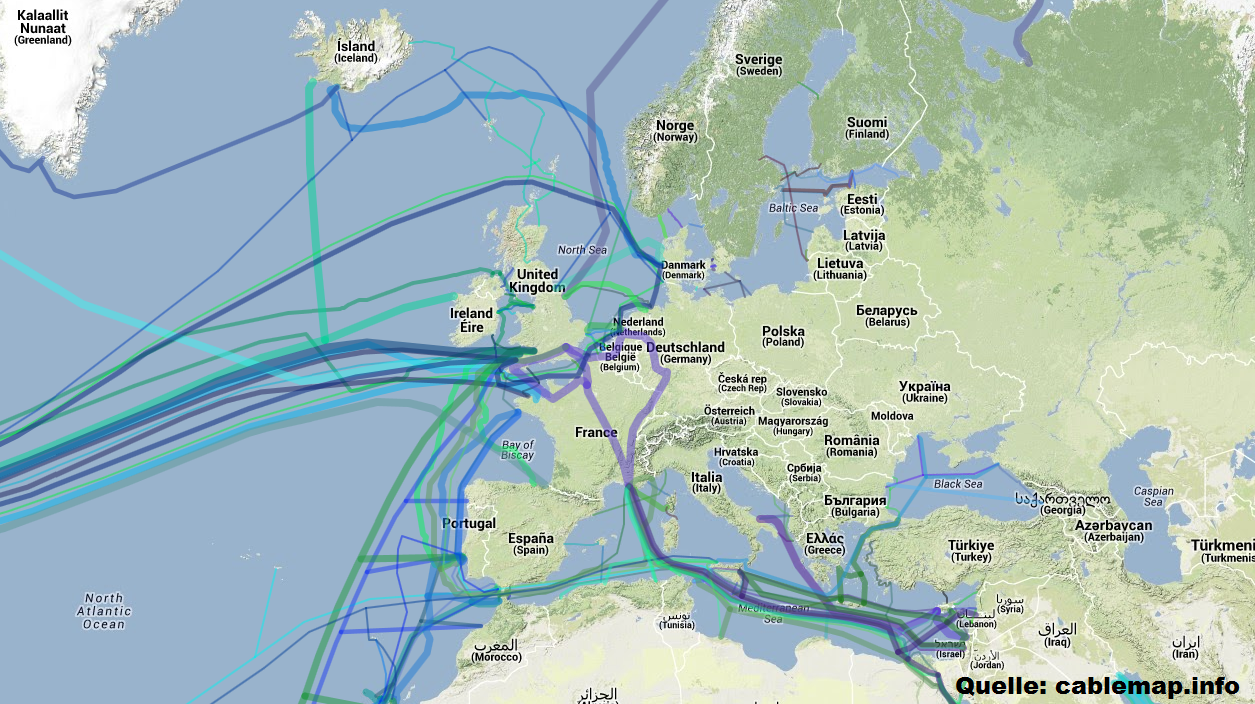 Kalaallit
Nunaat
(Greenland)
Ísland
(Iceland)
Sverige
(Sweden)
Norge
(Norway)
Suomi
(Finland)
Baltic Sea
Eesti
(Estonia)
Latvija
(Latvia)
Lietuva
(Lithuania)
North Sea
Danmark
(Denmark)
United
Kingdom
Ireland
Éire
Nederland
(Netherlands)
Belgique
België
(Belgium)
Deutschland
(Germany)
Polska
(Poland)
Беларусь
(Belarus)
Česká rep
(Czech Rep)
Slovensko
(Slovakia)
Україна
(Ukraine)
Österreich
(Austria)
Magyarország
(Hungary)
Moldova
France
Bay of
Biscay
Hrvatska
(Croatia)
România
(Romania)
Italia
(Italy)
Србија
(Serbia)
Black Sea
България
(Bulgaria)
საქართველო
(Georgia)
Caspian
Sea
Portugal
España
(Spain)
Ελλάς
(Greece)
Azərbaycan
(Azerbaijan)
Türkiye
(Turkey)
Türkmeni
(Turkmenis
North
Atlantic
Ocean
Mediterranean
Sea
تونس
(Tunisia)
سوريا
(Syria)
(Lebanon)
العراق
(Iraq)
ایران
(Iran)
المغرب
(Morocco)
(Israel)
الأردن
(Jordan)
الجزائر
Quelle: cablemap.info